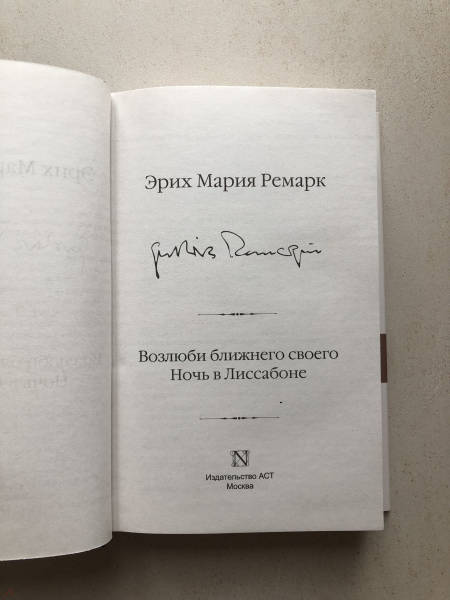 Эрих Мария Ремарк
Возлюби ближнего своего
Ночь в Лиссабоне
N
Издательство АСТ
Москва